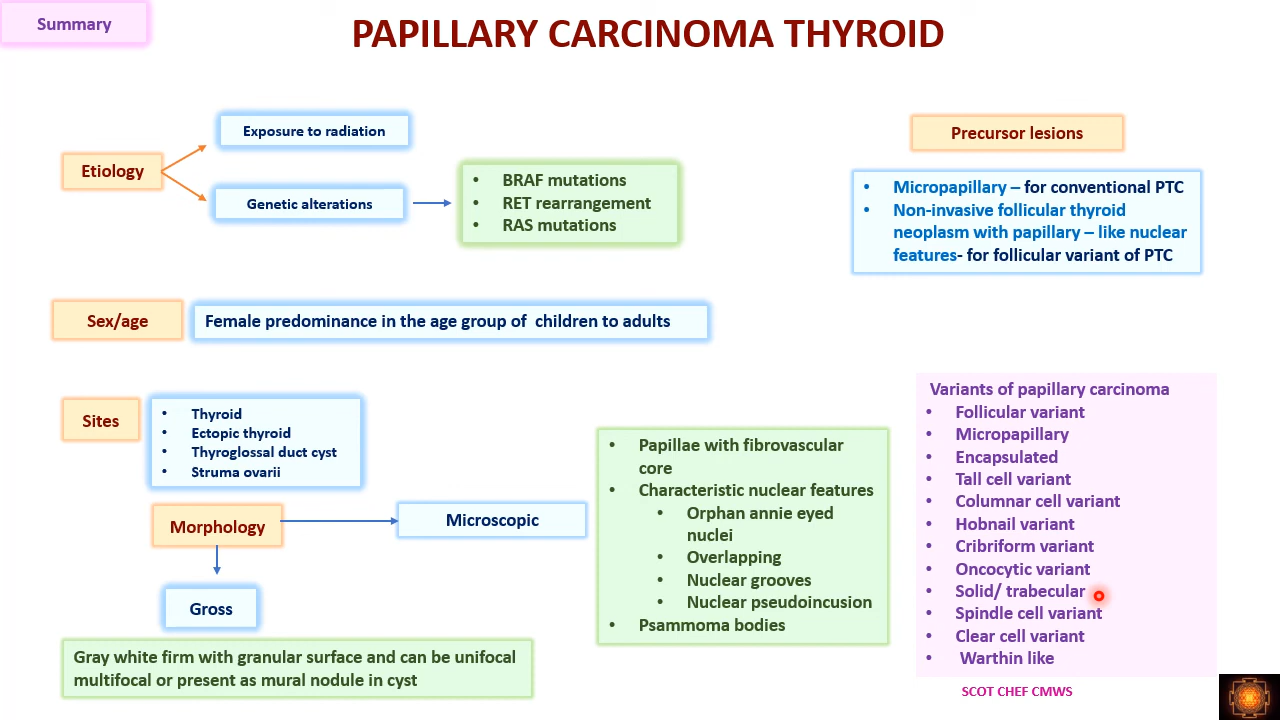 Summary
PAPILLARY CARCINOMA THYROID
Etiology
Exposure to radiation
Genetic alterations
• BRAF mutations
• RET rearrangement
• RAS mutations
Precursor lesions
• Micropapillary – for conventional PTC
• Non-invasive follicular thyroid
neoplasm with papillary – like nuclear
features- for follicular variant of PTC
Sex/age
Female predominance in the age group of children to adults
Sites
• Thyroid
• Ectopic thyroid
• Thyroglossal duct cyst
• Struma ovarii
Morphology
Microscopic
Gross
Gray white firm with granular surface and can be unifocal
multifocal or present as mural nodule in cyst
• Papillae with fibrovascular
core
• Characteristic nuclear features
• Orphan annie eyed
nuclei
• Overlapping
• Nuclear grooves
• Nuclear pseudoincusion
• Psammoma bodies
Variants of papillary carcinoma
• Follicular variant
• Micropapillary
• Encapsulated
• Tall cell variant
• Columnar cell variant
• Hobnail variant
• Cribriform variant
• Oncocytic variant
• Solid/ trabecular
• Spindle cell variant
• Clear cell variant
• Warthin like
SCOT CHEF CMWS